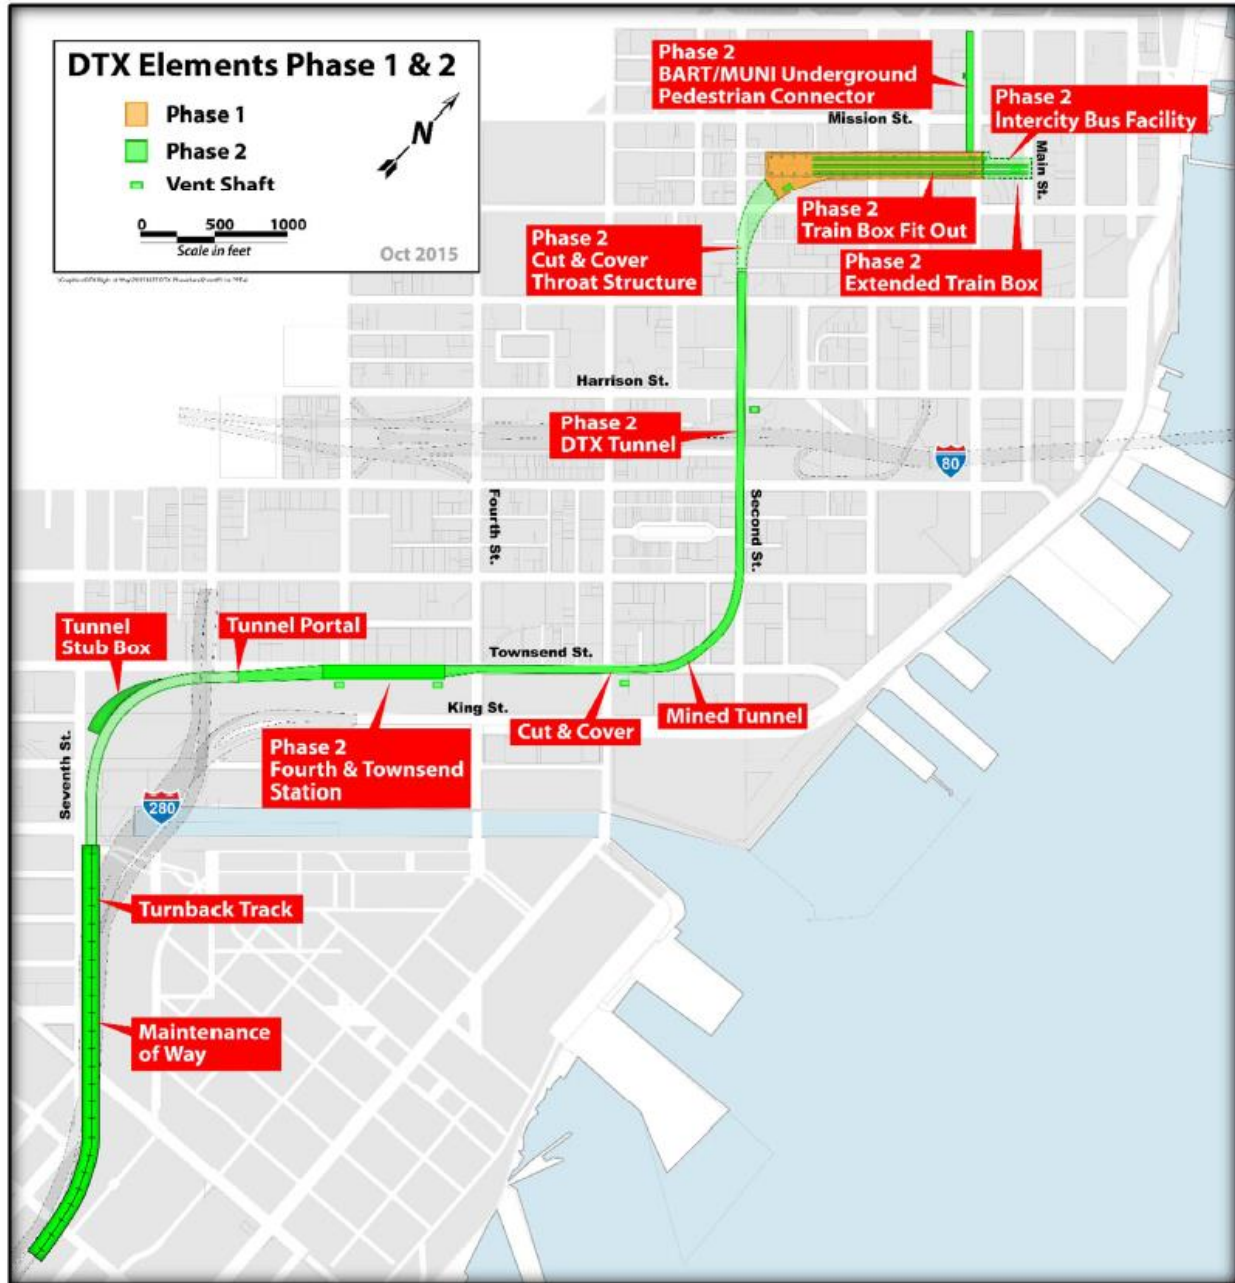 DTX Elements Phase 1 & 2
Phase 1
Phase 2
Vent Shaft
N
0 500 1000
Scale in feet
Oct 2015
Phase 2
BART/MUNI Underground
Pedestrian Connector
Mission St.
Phase 2
Intercity Bus Facility
Main St.
Phase 2
Train Box Fit Out
Phase 2
Extended Train Box
Phase 2
Cut & Cover
Throat Structure
Harrison St.
Phase 2
DTX Tunnel
80
Fourth St.
Second St.
Tunnel
Stub Box
Tunnel Portal
Townsend St.
King St.
Cut & Cover
Mined Tunnel
Phase 2
Fourth & Townsend
Station
Seventh St.
280
Turnback Track
Maintenance
of Way